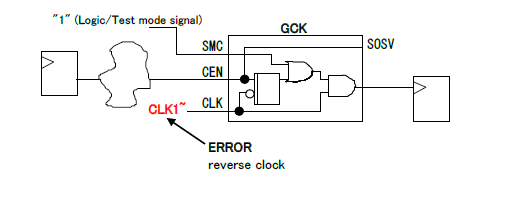 "1" (Logic/Test mode signal)
GCK
SMC
SOSV
CEN
CLK1~ CLK
ERROR
reverse clock